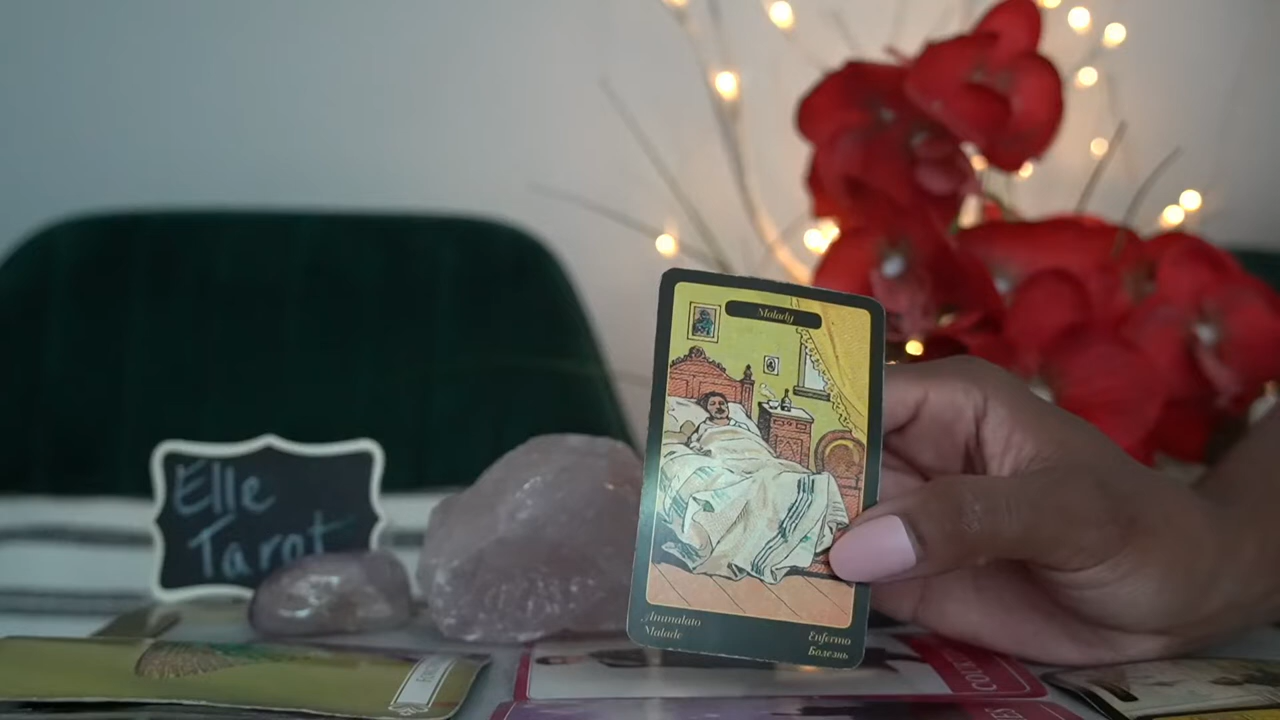 Malady
Elle
Tarot
Ammalato
Malade
Enfermo
Болезнь